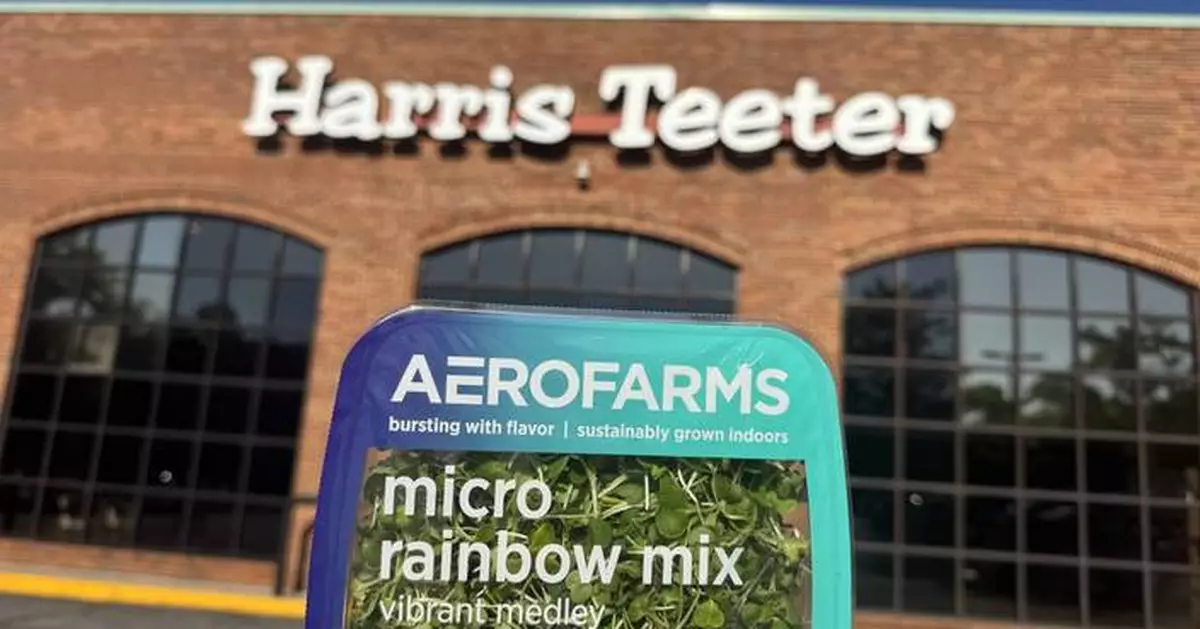 Harris Teeter
AEROFARMS
bursting with flavor | sustainably grown indoors
micro
rainbow mix
vibrant medley